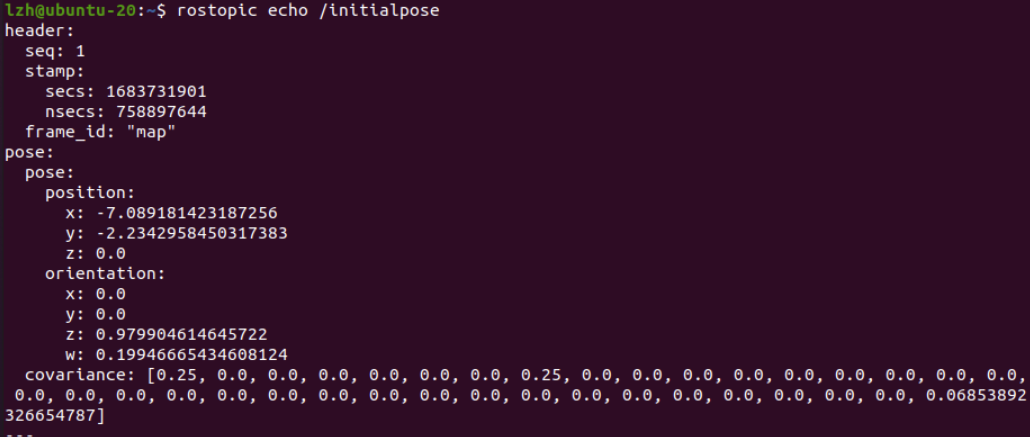 lzh@ubuntu-20:~$ rostopic echo /initialpose
header:
  seq: 1
  stamp:
    secs: 1683731901
    nsecs: 758897644
  frame_id: "map"
pose:
  pose:
    position:
      x: -7.089181423187256
      y: -2.2342958450317383
      z: 0.0
    orientation:
      x: 0.0
      y: 0.0
      z: 0.979904614645722
      w: 0.19946665434608124
  covariance: [0.25, 0.0, 0.0, 0.0, 0.0, 0.0, 0.0, 0.25, 0.0, 0.0, 0.0, 0.0, 0.0, 0.0, 0.0, 0.0, 0.0,
 0.0, 0.0, 0.0, 0.0, 0.0, 0.0, 0.0, 0.0, 0.0, 0.0, 0.0, 0.0, 0.0, 0.0, 0.0, 0.0, 0.0, 0.0, 0.06853892
326654787]
---